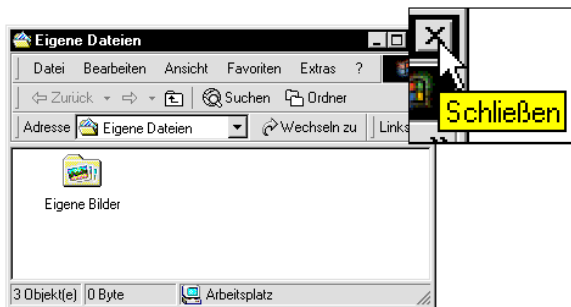 Eigene Dateien
Datei Bearbeiten Ansicht Favoriten Extras ?
Zurück Suchen Ordner
Adresse Eigene Dateien Wechseln zu Links
Schließen
Eigene Bilder
3 Objekt(e) 0 Byte Arbeitsplatz